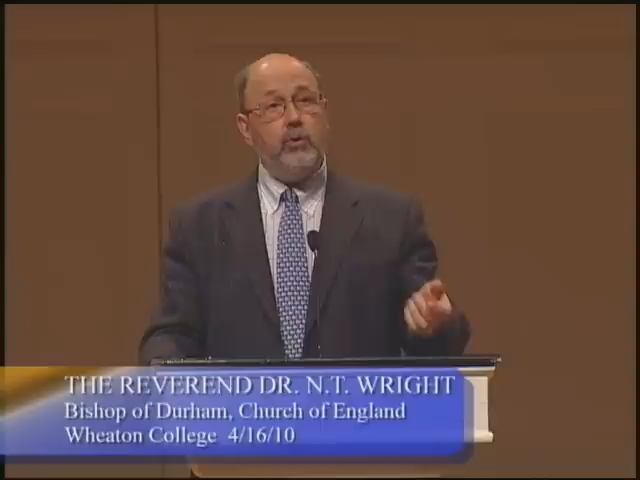 THE REVEREND DR. N.T. WRIGHT
Bishop of Durham, Church of England
Wheaton College 4/16/10